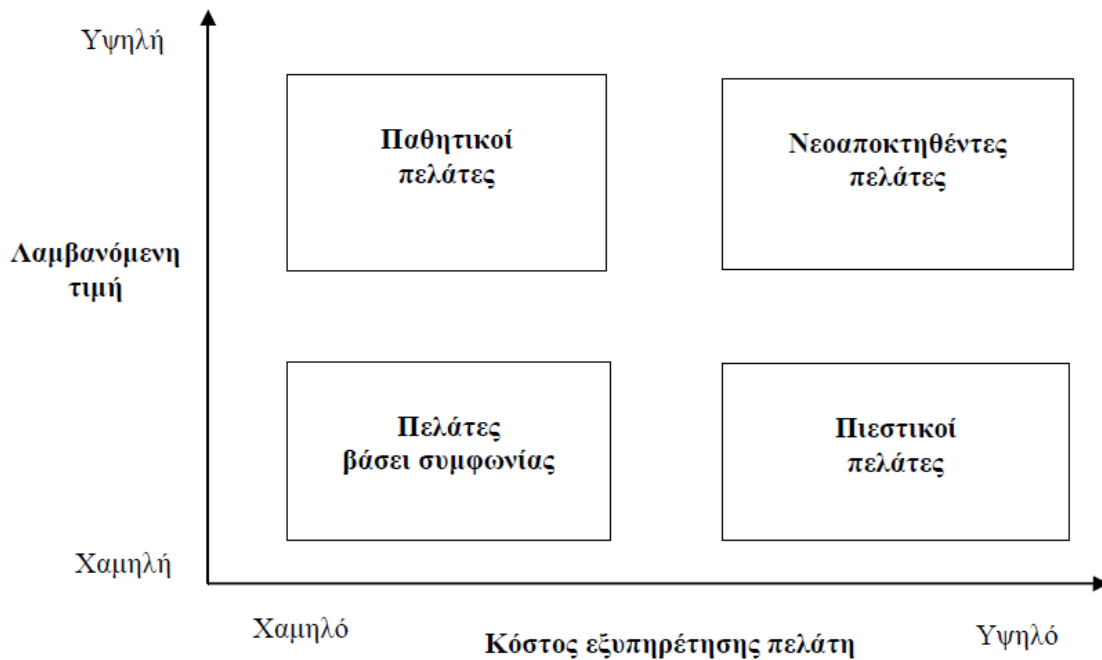 Υψηλή
Παθητικοί
πελάτες
Νεοαποκτηθέντες
πελάτες
Λαμβανόμενη
τιμή
Πελάτες
βάσει συμφωνίας
Πιεστικοί
πελάτες
Χαμηλή
Χαμηλό
Κόστος εξυπηρέτησης πελάτη
Υψηλό